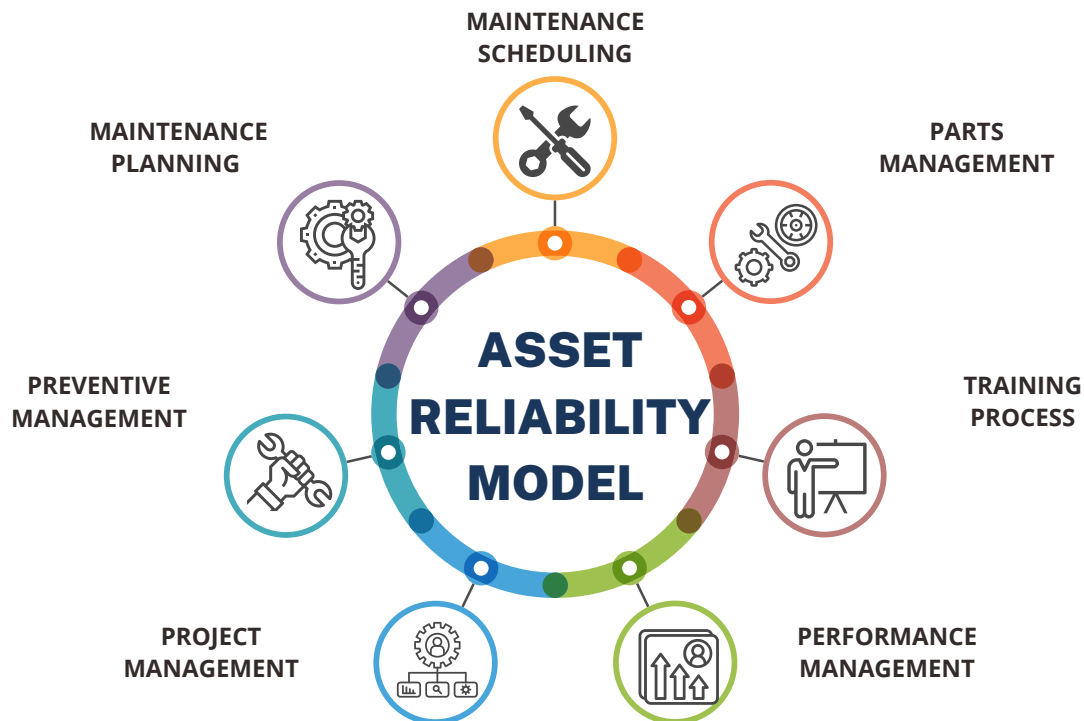 MAINTENANCE
SCHEDULING
MAINTENANCE
PLANNING
PARTS
MANAGEMENT
ASSET
RELIABILITY
MODEL
PREVENTIVE
MANAGEMENT
TRAINING
PROCESS
PROJECT
MANAGEMENT
PERFORMANCE
MANAGEMENT